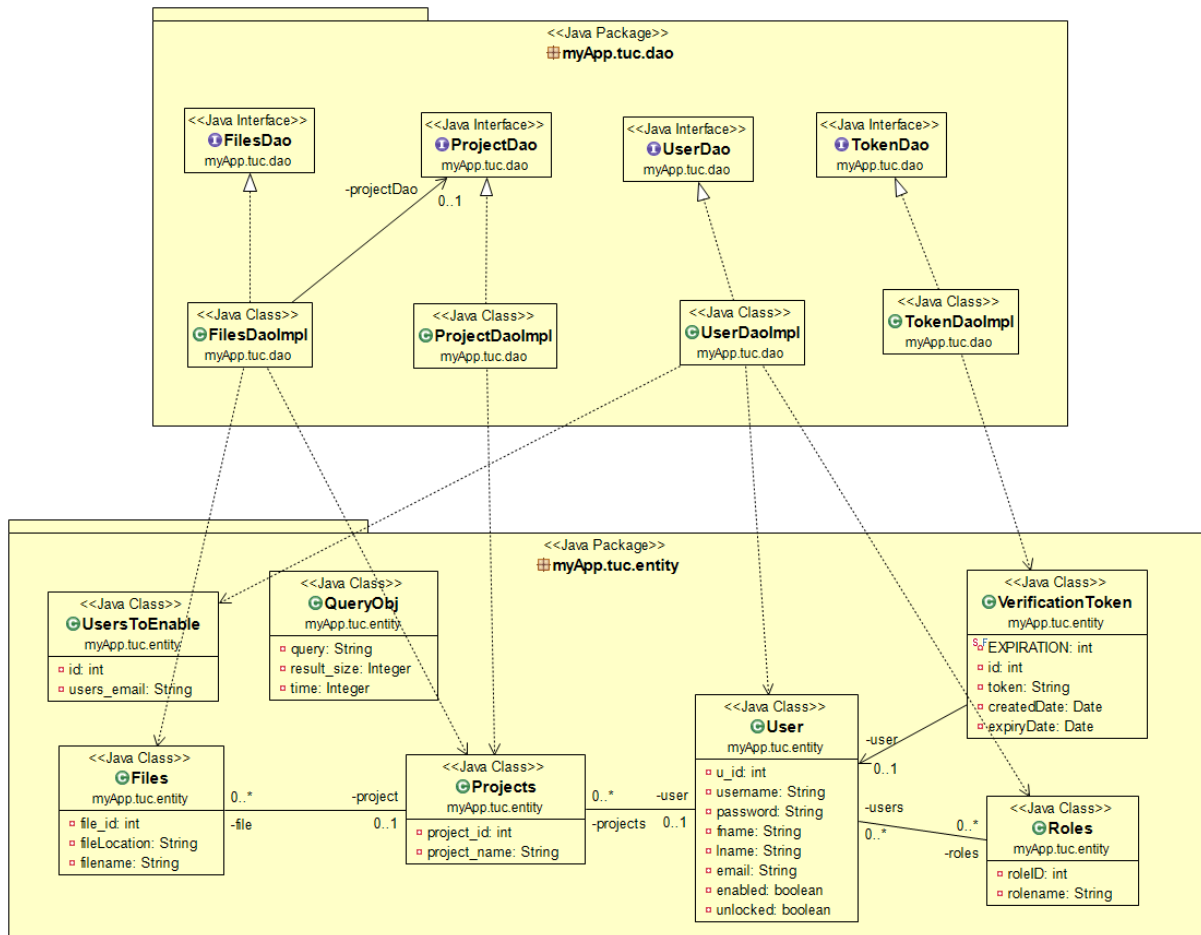 <<Java Package>>
myApp.tuc.dao
<<Java Interface>>
FilesDao
myApp.tuc.dao
<<Java Interface>>
ProjectDao
myApp.tuc.dao
<<Java Interface>>
UserDao
myApp.tuc.dao
<<Java Interface>>
TokenDao
myApp.tuc.dao
-projectDao
0..1
<<Java Class>>
FilesDaoImpl
myApp.tuc.dao
<<Java Class>>
ProjectDaoImpl
myApp.tuc.dao
<<Java Class>>
UserDaoImpl
myApp.tuc.dao
<<Java Class>>
TokenDaoImpl
myApp.tuc.dao
<<Java Package>>
myApp.tuc.entity
<<Java Class>>
UsersToEnable
myApp.tuc.entity
id: int
users_email: String
<<Java Class>>
QueryObj
myApp.tuc.entity
query: String
result_size: Integer
time: Integer
<<Java Class>>
VerificationToken
myApp.tuc.entity
EXPIRATION: int
id: int
token: String
createdDate: Date
expiryDate: Date
<<Java Class>>
Files
myApp.tuc.entity
file_id: int
fileLocation: String
filename: String
0..*
-file
-project
0..1
<<Java Class>>
Projects
myApp.tuc.entity
project_id: int
project_name: String
0..*
-projects
-user
0..1
<<Java Class>>
User
myApp.tuc.entity
u_id: int
username: String
password: String
fname: String
lname: String
email: String
enabled: boolean
unlocked: boolean
-user
0..1
-users
0..*
0..*
-roles
<<Java Class>>
Roles
myApp.tuc.entity
roleID: int
rolename: String